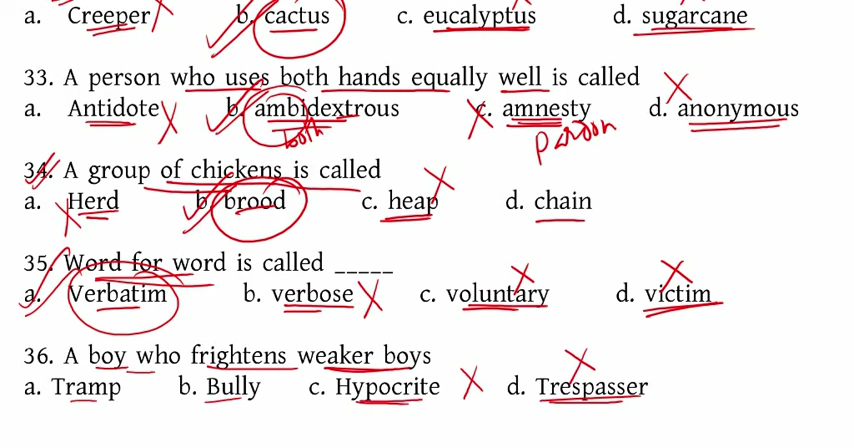 a. Creeper b. cactus c. eucalyptus d. sugarcane
33. A person who uses both hands equally well is called
a. Antidote b. ambidextrous c. amnesty d. anonymous
both pardon
34. A group of chickens is called
a. Herd b. brood c. heap d. chain
35. Word for word is called _____
a. Verbatim b. verbose c. voluntary d. victim
36. A boy who frightens weaker boys
a. Tramp b. Bully c. Hypocrite d. Trespasser